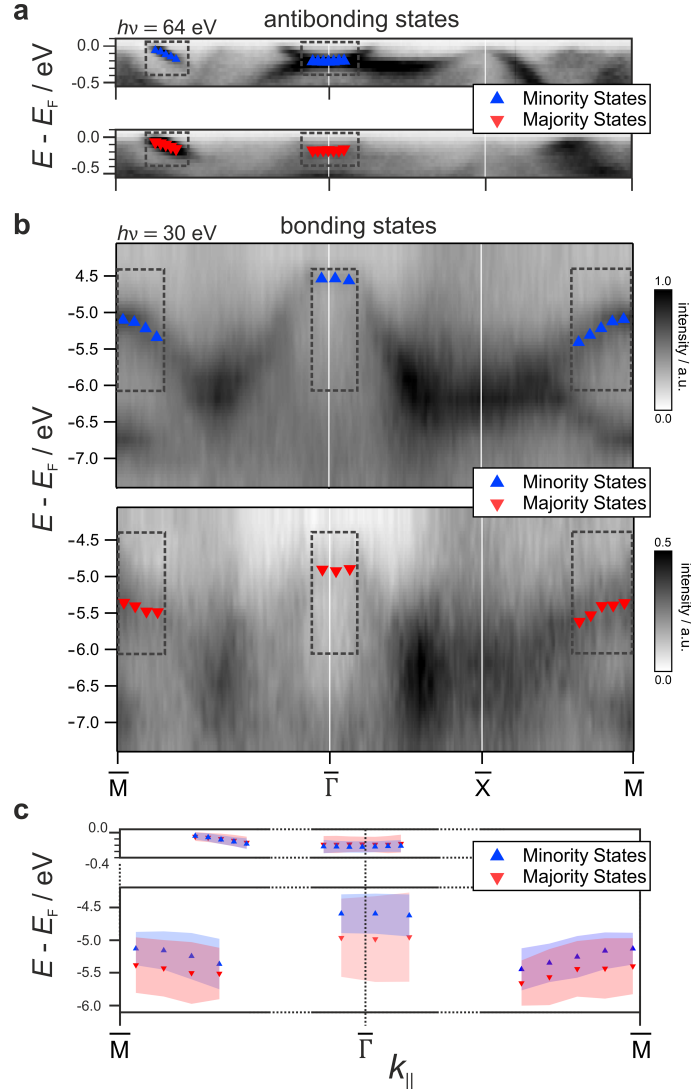 a
hν = 64 eV
antibonding states
0.0
-0.5
E - E_F / eV
Minority States
Majority States
0.0
-0.5
b
hν = 30 eV
bonding states
-4.5
-5.0
-5.5
-6.0
-6.5
-7.0
E - E_F / eV
1.0
intensity / a.u.
0.0
Minority States
Majority States
-4.5
-5.0
-5.5
-6.0
-6.5
-7.0
0.5
intensity / a.u.
0.0
M̅
Γ̅
X̅
M̅
c
0.0
-0.4
E - E_F / eV
Minority States
Majority States
-4.5
-5.0
-5.5
-6.0
M̅
Γ̅
M̅
k_||